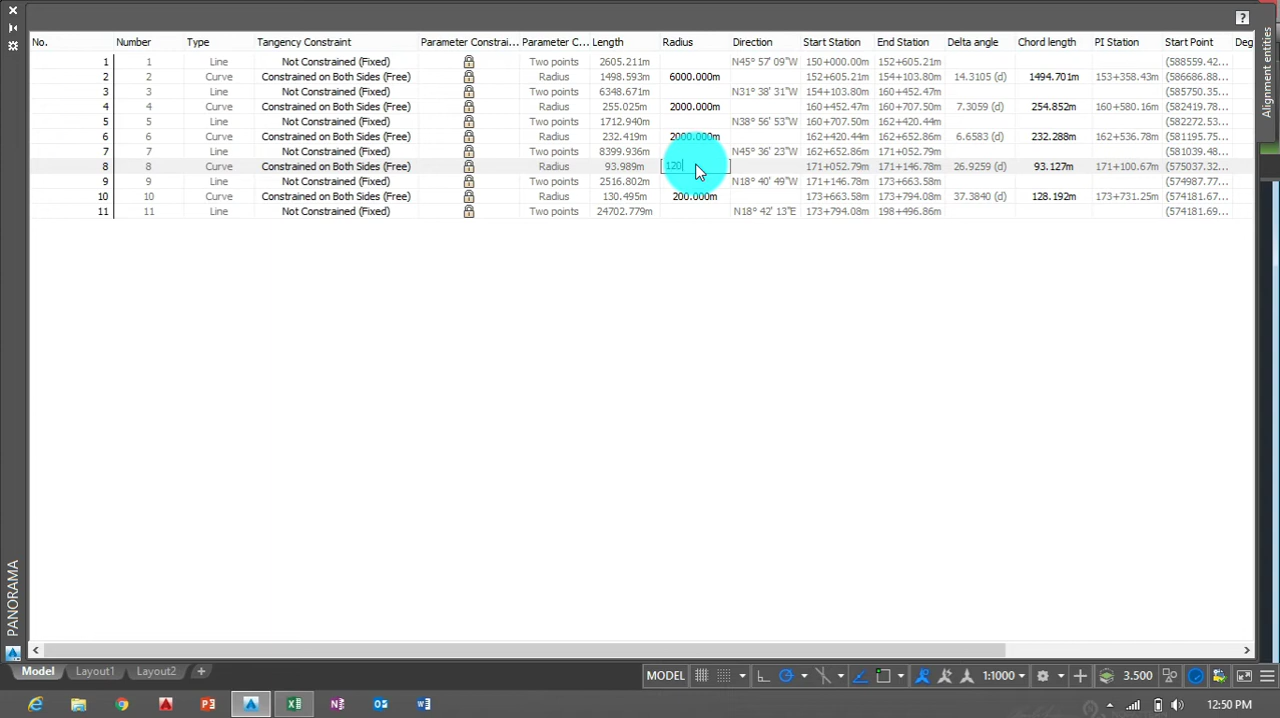 No. Number Type Tangency Constraint Parameter Constrai... Parameter C... Length Radius Direction Start Station End Station Delta angle Chord length PI Station Start Point Deg
1 1 Line Not Constrained (Fixed) Two points 2605.211m N45° 57' 09"W 150+000.00m 152+605.21m (588559.42...
2 2 Curve Constrained on Both Sides (Free) Radius 1498.593m 6000.000m 152+605.21m 154+103.80m 14.3105 (d) 1494.701m 153+358.43m (586686.88...
3 3 Line Not Constrained (Fixed) Two points 6348.671m N31° 38' 31"W 154+103.80m 160+452.47m (585750.35...
4 4 Curve Constrained on Both Sides (Free) Radius 255.025m 2000.000m 160+452.47m 160+707.50m 7.3059 (d) 254.852m 160+580.16m (582419.78...
5 5 Line Not Constrained (Fixed) Two points 1712.940m N38° 56' 53"W 160+707.50m 162+420.44m (582272.53...
6 6 Curve Constrained on Both Sides (Free) Radius 232.419m 2000.000m 162+420.44m 162+652.86m 6.6583 (d) 232.288m 162+536.78m (581195.75...
7 7 Line Not Constrained (Fixed) Two points 8399.936m N45° 36' 23"W 162+652.86m 171+052.79m (581039.48...
8 8 Curve Constrained on Both Sides (Free) Radius 93.989m 120 171+052.79m 171+146.78m 26.9259 (d) 93.127m 171+100.67m (575037.32...
9 9 Line Not Constrained (Fixed) Two points 2516.802m N18° 40' 49"W 171+146.78m 173+663.58m (574987.77...
10 10 Curve Constrained on Both Sides (Free) Radius 130.495m 200.000m 173+663.58m 173+794.08m 37.3840 (d) 128.192m 173+731.25m (574181.67...
11 11 Line Not Constrained (Fixed) Two points 24702.779m N18° 42' 13"E 173+794.08m 198+496.86m (574181.69...
Alignment entities
PANORAMA
Model Layout1 Layout2 +
MODEL 1:1000 3.500
12:50 PM